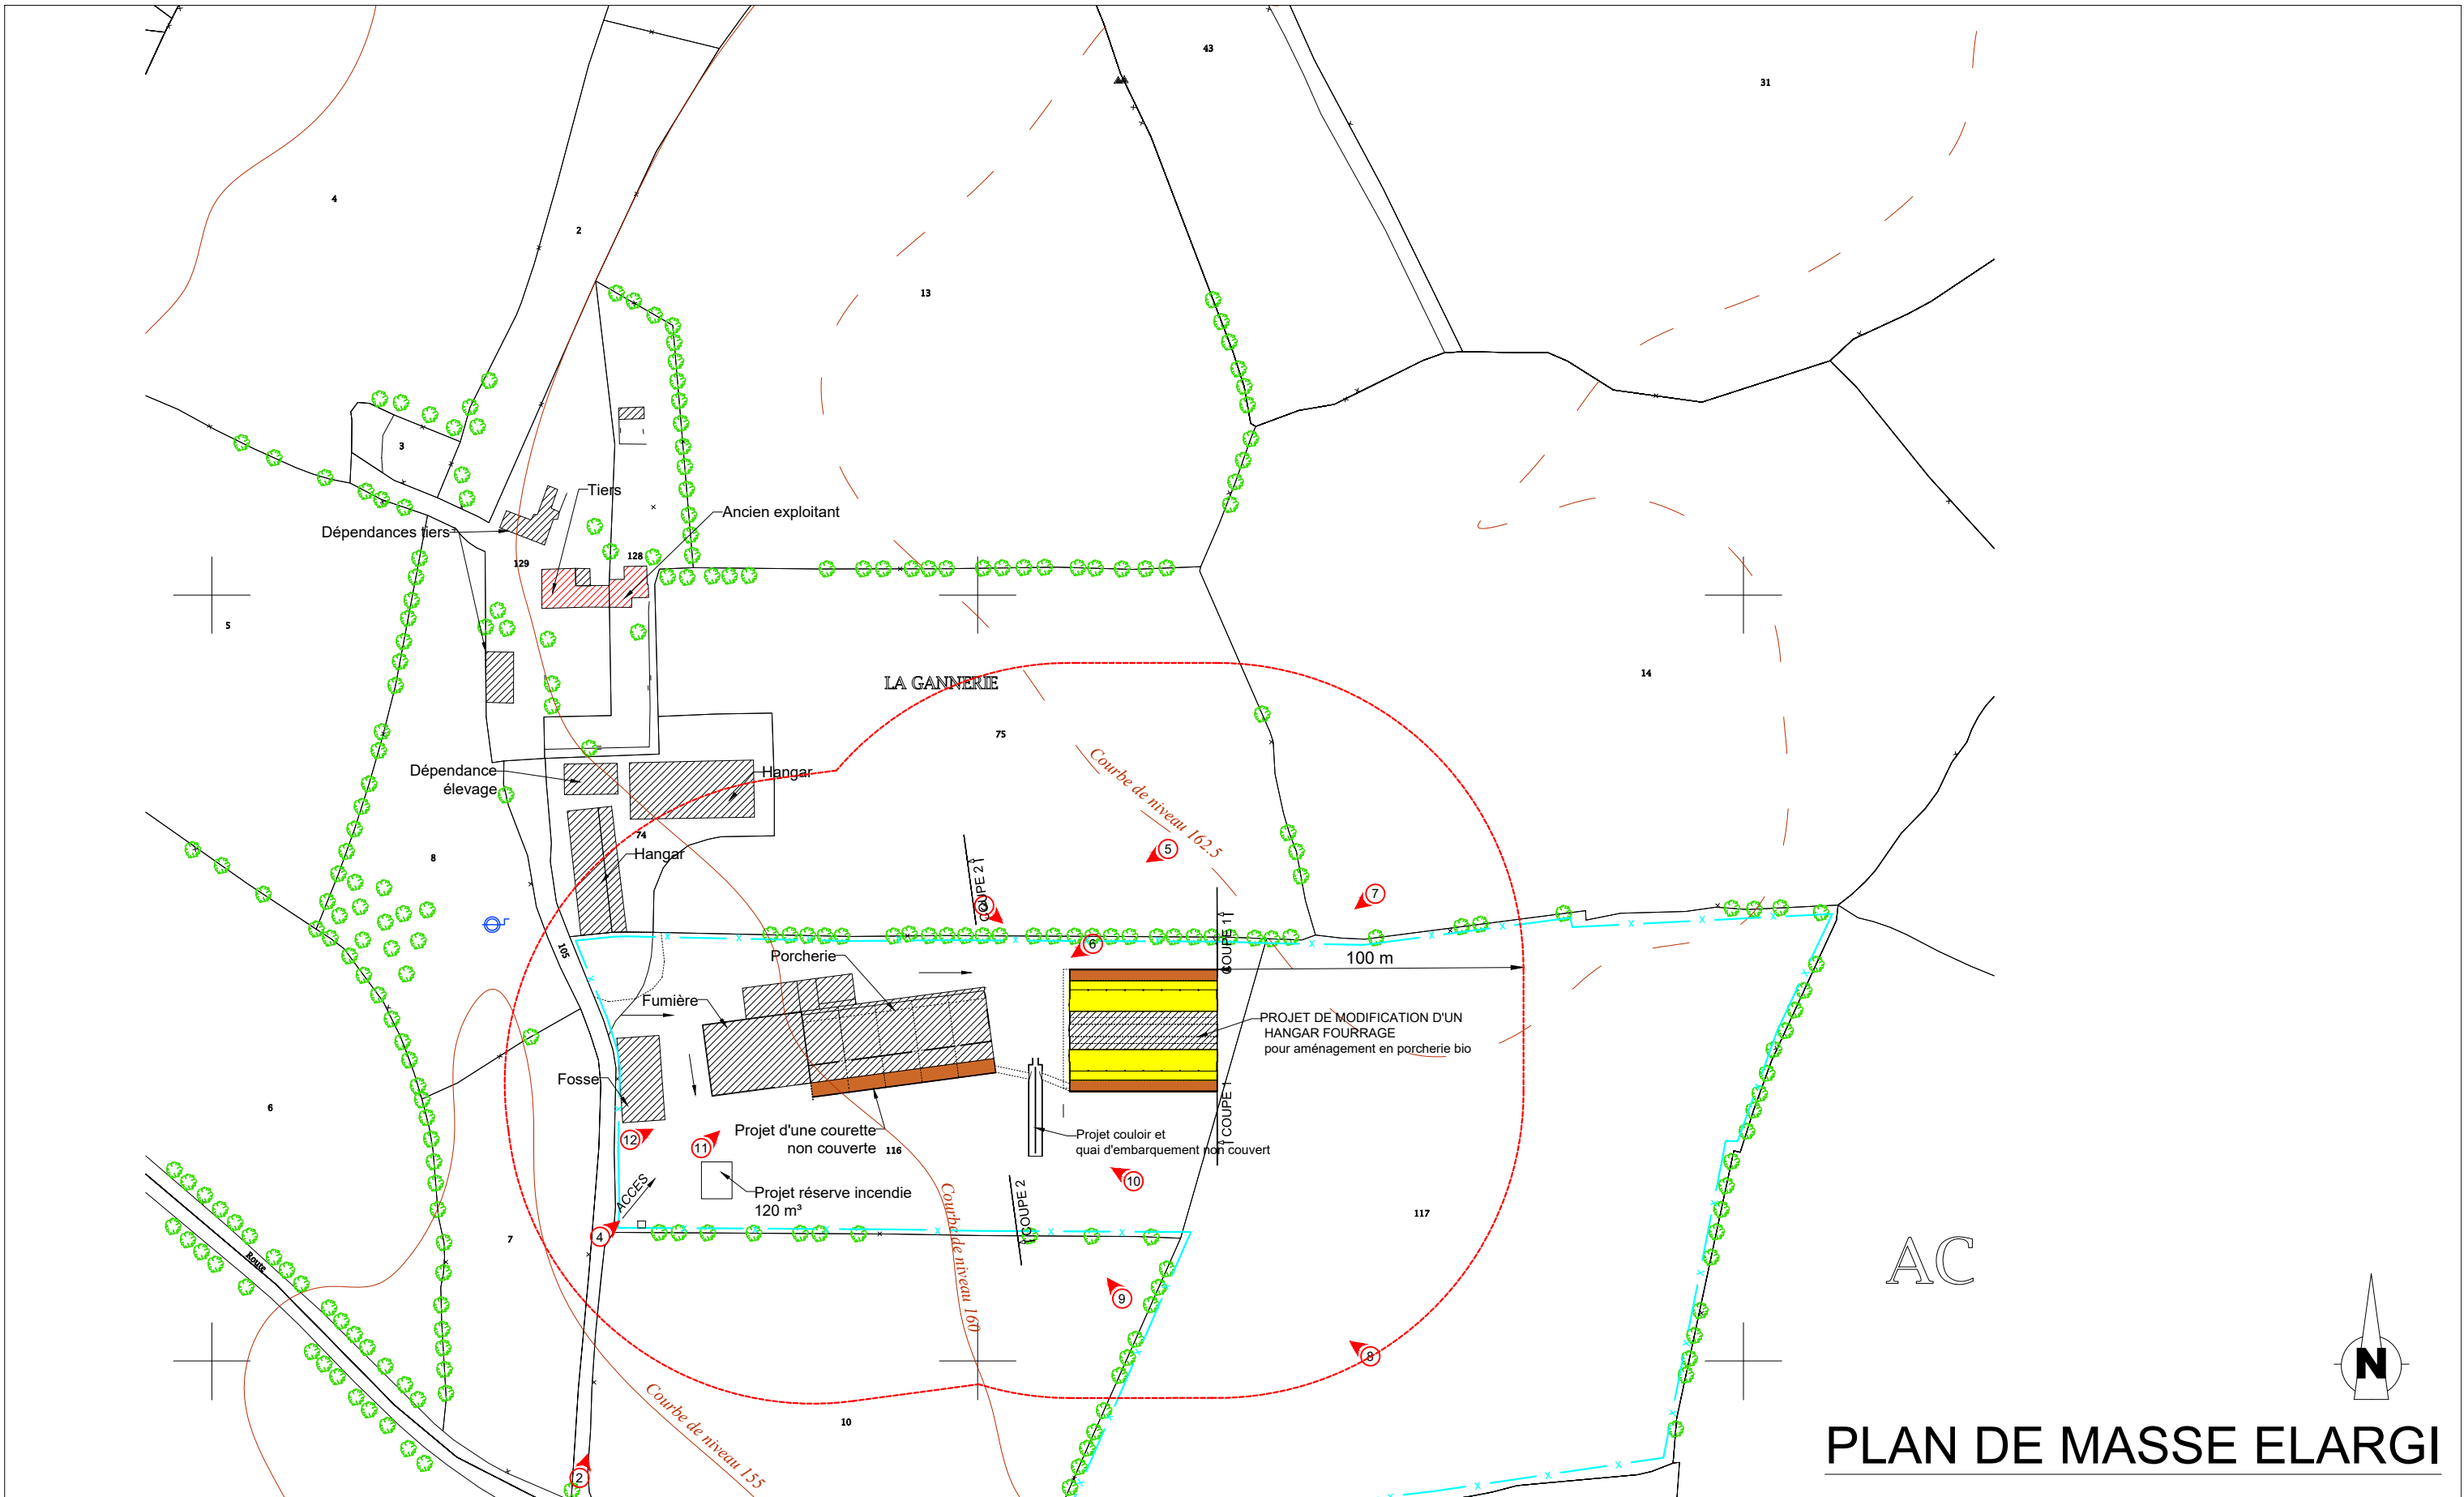 43
31
4
2
13
3
Tiers
Ancien exploitant
Dépendances tiers
128
129
5
14
LA GANNERIE
75
Courbe de niveau 162.5
Dépendance
élevage
Hangar
74
Hangar
8
5
7
COUPE 2
COUPE 1
6
105
Porcherie
100 m
Fumière
PROJET DE MODIFICATION D'UN
HANGAR FOURRAGE
pour aménagement en porcherie bio
Fosse
6
12
11
Projet d'une courette
non couverte
116
Projet couloir et
quai d'embarquement non couvert
COUPE 1
10
ACCES
Projet réserve incendie
120 m³
COUPE 2
Courbe de niveau 160
117
4
7
Route
AC
9
8
N
Courbe de niveau 155
10
2
PLAN DE MASSE ELARGI